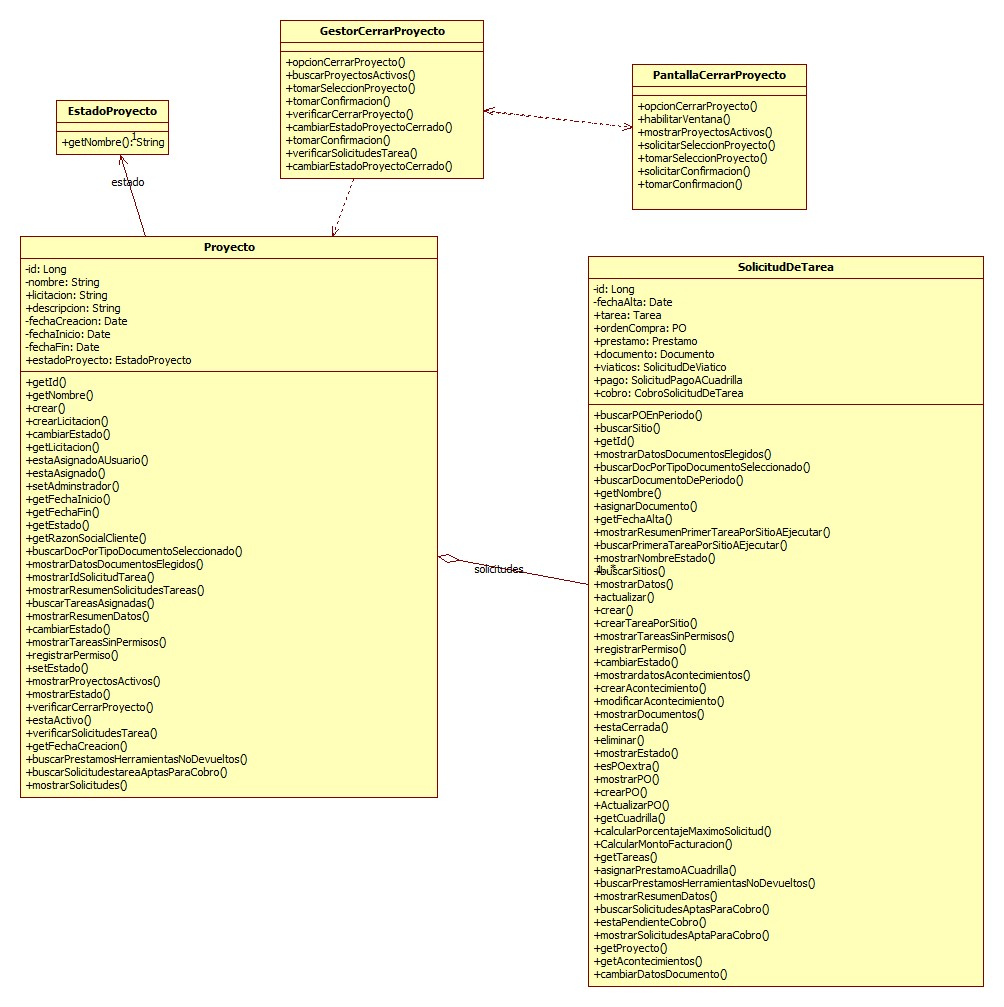 GestorCerrarProyecto
+opcionCerrarProyecto()
+buscarProyectosActivos()
+tomarSeleccionProyecto()
+tomarConfirmacion()
+verificarCerrarProyecto()
+cambiarEstadoProyectoCerrado()
+tomarConfirmacion()
+verificarSolicitudesTarea()
+cambiarEstadoProyectoCerrado()
PantallaCerrarProyecto
+opcionCerrarProyecto()
+habilitarVentana()
+mostrarProyectosActivos()
+solicitarSeleccionProyecto()
+tomarSeleccionProyecto()
+solicitarConfirmacion()
+tomarConfirmacion()
EstadoProyecto
+getNombre(): String
1
estado
Proyecto
-id: Long
-nombre: String
+licitacion: String
+descripcion: String
-fechaCreacion: Date
-fechaInicio: Date
-fechaFin: Date
+estadoProyecto: EstadoProyecto
+getId()
+getNombre()
+crear()
+crearLicitacion()
+cambiarEstado()
+getLicitacion()
+estaAsignadoAUsuario()
+estaAsignado()
+setAdminstrador()
+getFechaInicio()
+getFechaFin()
+getEstado()
+getRazonSocialCliente()
+buscarDocPorTipoDocumentoSeleccionado()
+mostrarDatosDocumentosElegidos()
+mostrarIdSolicitudTarea()
+mostrarResumenSolicitudesTareas()
+buscarTareasAsignadas()
+mostrarResumenDatos()
+cambiarEstado()
+mostrarTareasSinPermisos()
+registrarPermiso()
+setEstado()
+mostrarProyectosActivos()
+mostrarEstado()
+verificarCerrarProyecto()
+estaActivo()
+verificarSolicitudesTarea()
+getFechaCreacion()
+buscarPrestamosHerramientasNoDevueltos()
+buscarSolicitudestareaAptasParaCobro()
+mostrarSolicitudes()
solicitudes
SolicitudDeTarea
-id: Long
-fechaAlta: Date
+tarea: Tarea
+ordenCompra: PO
+prestamo: Prestamo
+documento: Documento
+viaticos: SolicitudDeViatico
+pago: SolicitudPagoACuadrilla
+cobro: CobroSolicitudDeTarea
+buscarPOEnPeriodo()
+buscarSitio()
+getId()
+mostrarDatosDocumentosElegidos()
+buscarDocPorTipoDocumentoSeleccionado()
+buscarDocumentoDePeriodo()
+getNombre()
+asignarDocumento()
+getFechaAlta()
+mostrarResumenPrimerTareaPorSitioAEjecutar()
+buscarPrimeraTareaPorSitioAEjecutar()
+mostrarNombreEstado()
+buscarSitios()
+mostrarDatos()
+actualizar()
+crear()
+crearTareaPorSitio()
+mostrarTareasSinPermisos()
+registrarPermiso()
+cambiarEstado()
+mostrardatosAcontecimientos()
+crearAcontecimiento()
+modificarAcontecimiento()
+mostrarDocumentos()
+estaCerrada()
+eliminar()
+mostrarEstado()
+esPOextra()
+mostrarPO()
+crearPO()
+ActualizarPO()
+getCuadrilla()
+calcularPorcentajeMaximoSolicitud()
+CalcularMontoFacturacion()
+getTareas()
+asignarPrestamoACuadrilla()
+buscarPrestamosHerramientasNoDevueltos()
+mostrarResumenDatos()
+buscarSolicitudesAptasParaCobro()
+estaPendienteCobro()
+mostrarSolicitudesAptaParaCobro()
+getProyecto()
+getAcontecimientos()
+cambiarDatosDocumento()